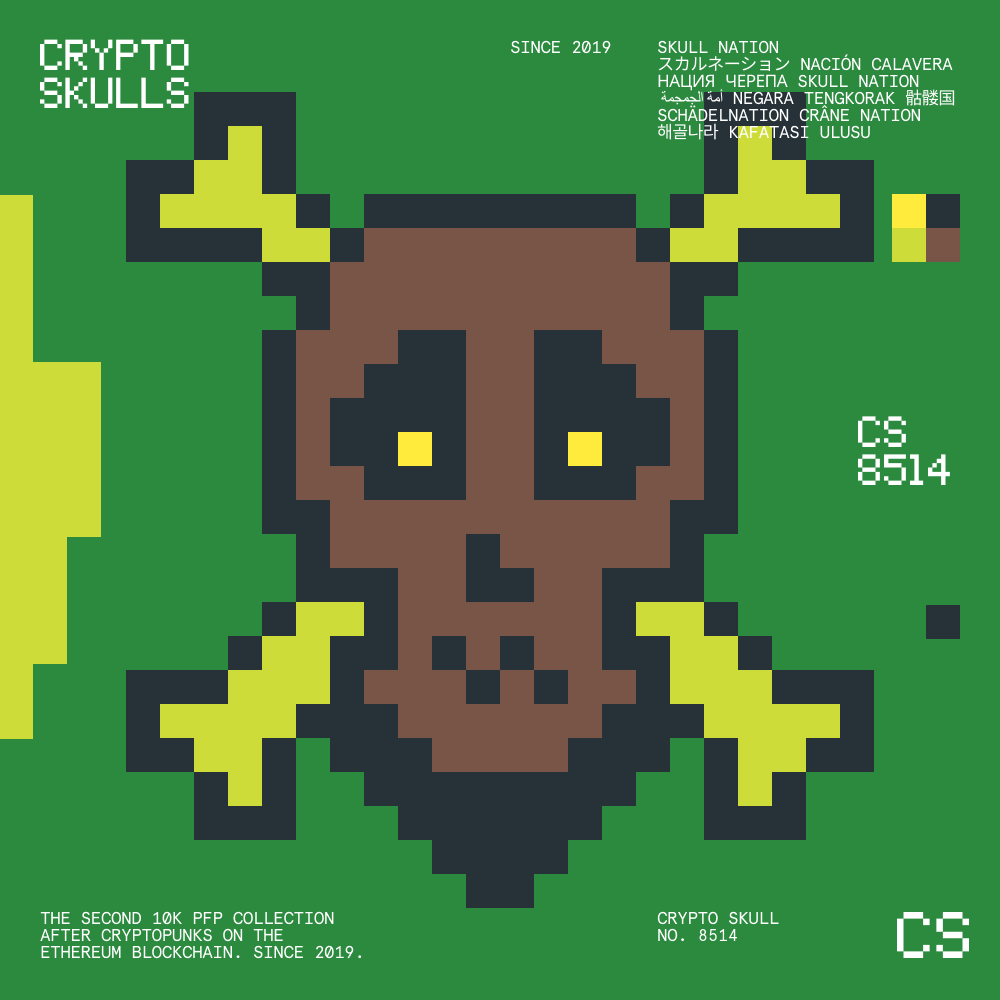 CRYPTO
SKULLS
SINCE 2019
SKULL NATION
スカルネーション NACIÓN CALAVERA
НАЦИЯ ЧЕРЕПА SKULL NATION
أمة الجمجمة NEGARA TENGKORAK 骷髅国
SCHÄDELNATION CRÂNE NATION
해골나라 KAFATASI ULUSU
CS
8514
THE SECOND 10K PFP COLLECTION
AFTER CRYPTOPUNKS ON THE
ETHEREUM BLOCKCHAIN. SINCE 2019.
CRYPTO SKULL
NO. 8514
CS